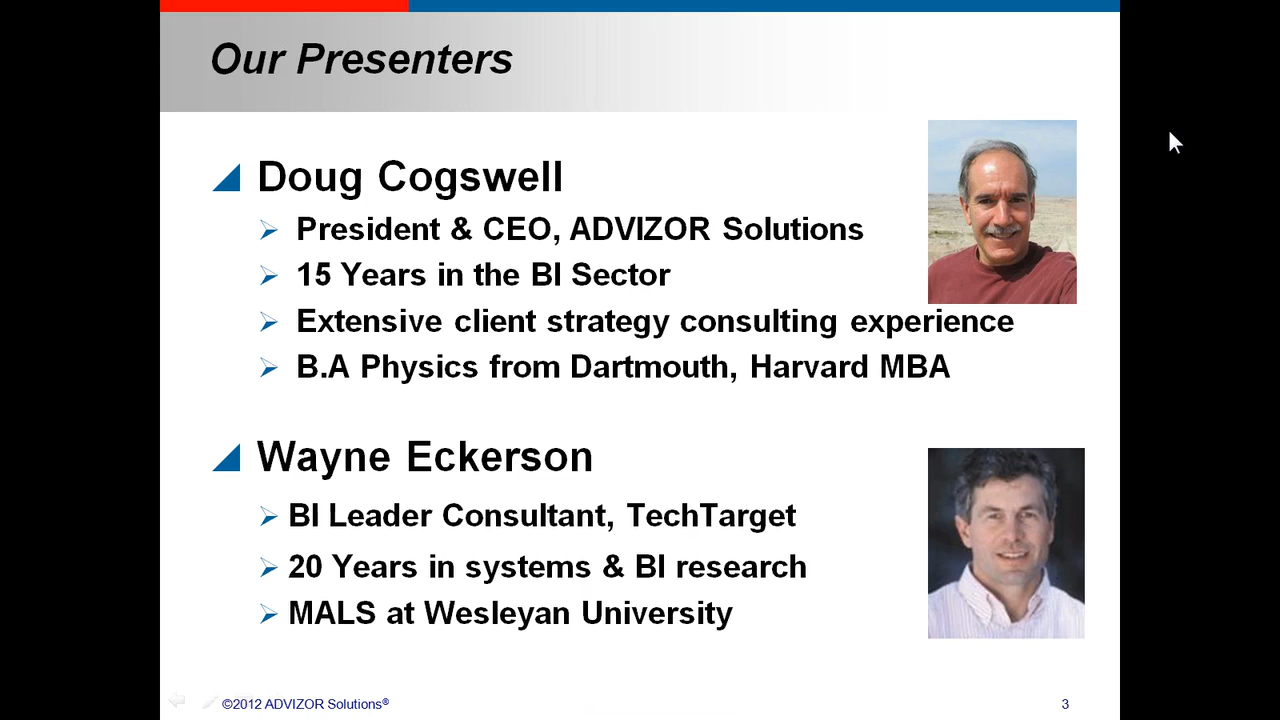 Our Presenters
Doug Cogswell
President & CEO, ADVIZOR Solutions
15 Years in the BI Sector
Extensive client strategy consulting experience
B.A Physics from Dartmouth, Harvard MBA
Wayne Eckerson
BI Leader Consultant, TechTarget
20 Years in systems & BI research
MALS at Wesleyan University
©2012 ADVIZOR Solutions®
3